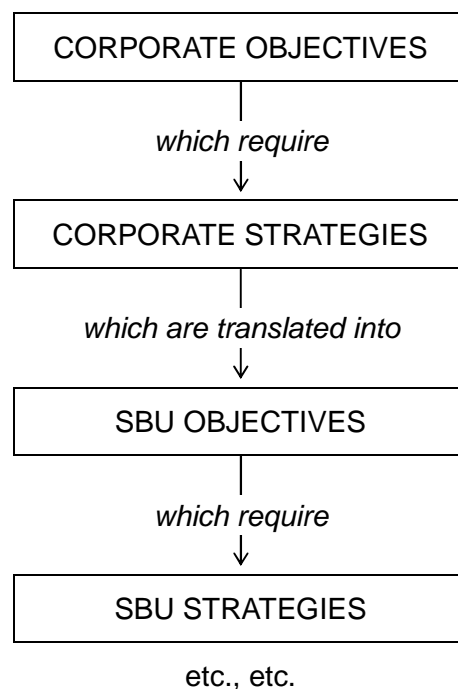 CORPORATE OBJECTIVES
which require
CORPORATE STRATEGIES
which are translated into
SBU OBJECTIVES
which require
SBU STRATEGIES
etc., etc.